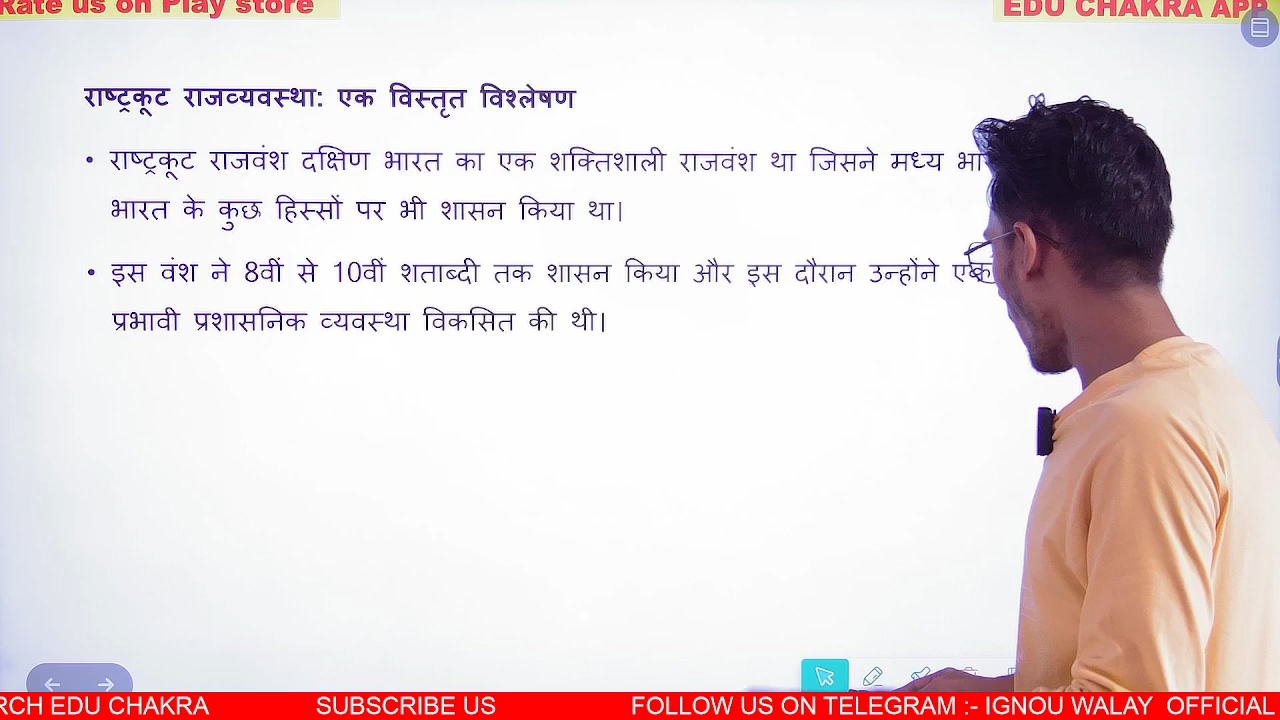 Rate us on Play store
EDU CHAKRA APP
राष्ट्रकूट राजव्यवस्था: एक विस्तृत विश्लेषण
• राष्ट्रकूट राजवंश दक्षिण भारत का एक शक्तिशाली राजवंश था जिसने मध्य
भारत के कुछ हिस्सों पर भी शासन किया था।
• इस वंश ने 8वीं से 10वीं शताब्दी तक शासन किया और इस दौरान उन्होंने एक
प्रभावी प्रशासनिक व्यवस्था विकसित की थी।
RCH EDU CHAKRA SUBSCRIBE US FOLLOW US ON TELEGRAM :- IGNOU WALAY OFFICIAL